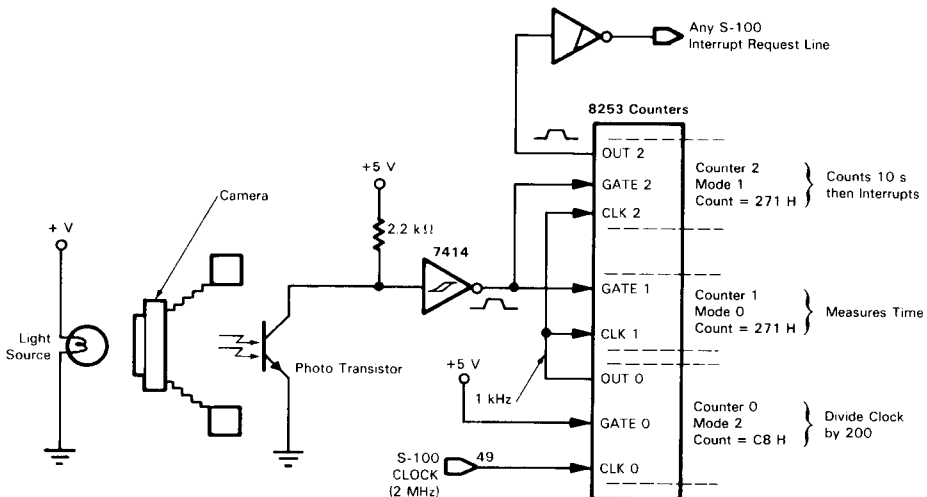 Any S-100
Interrupt Request Line
8253 Counters
OUT 2
GATE 2
CLK 2
Counter 2
Mode 1
Count = 271 H
Counts 10 s
then Interrupts
+5 V
2.2 kΩ
7414
Camera
+ V
Light
Source
Photo Transistor
GATE 1
CLK 1
Counter 1
Mode 0
Count = 271 H
Measures Time
OUT 0
1 kHz
+5 V
GATE 0
CLK 0
Counter 0
Mode 2
Count = C8 H
Divide Clock
by 200
S-100
CLOCK
(2 MHz)
49